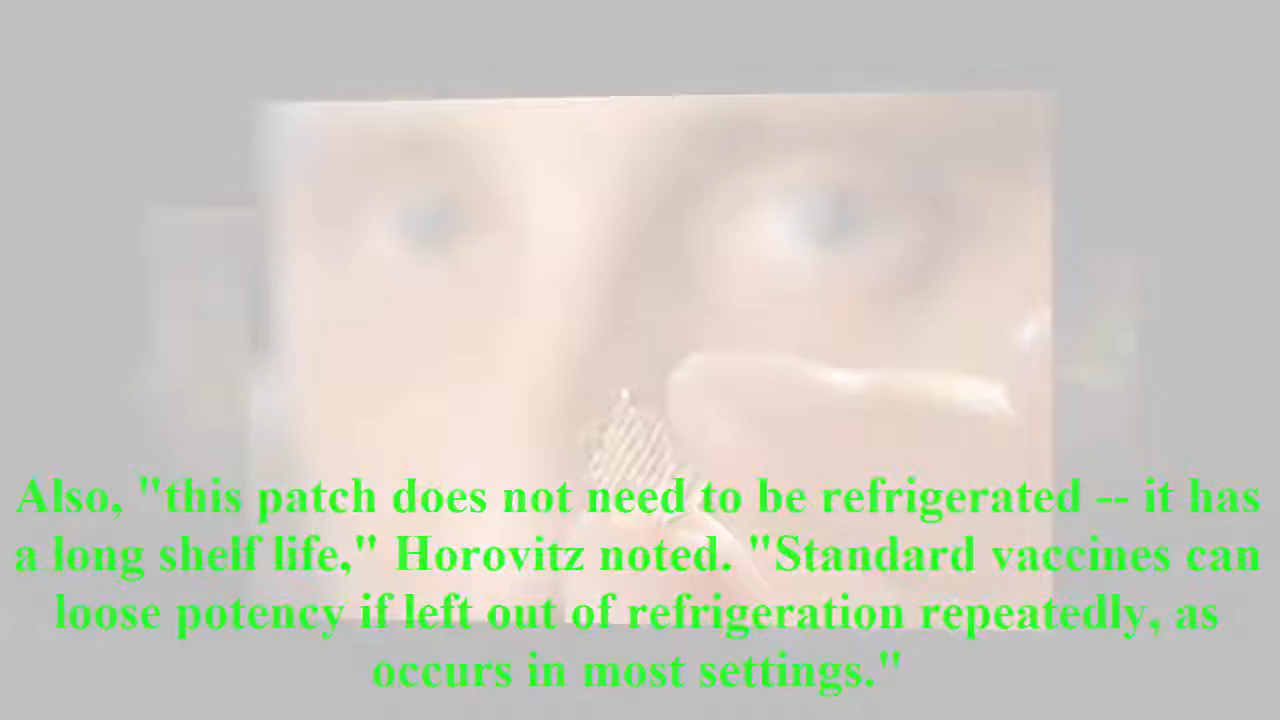 Also, "this patch does not need to be refrigerated -- it has
a long shelf life," Horovitz noted. "Standard vaccines can
loose potency if left out of refrigeration repeatedly, as
occurs in most settings."